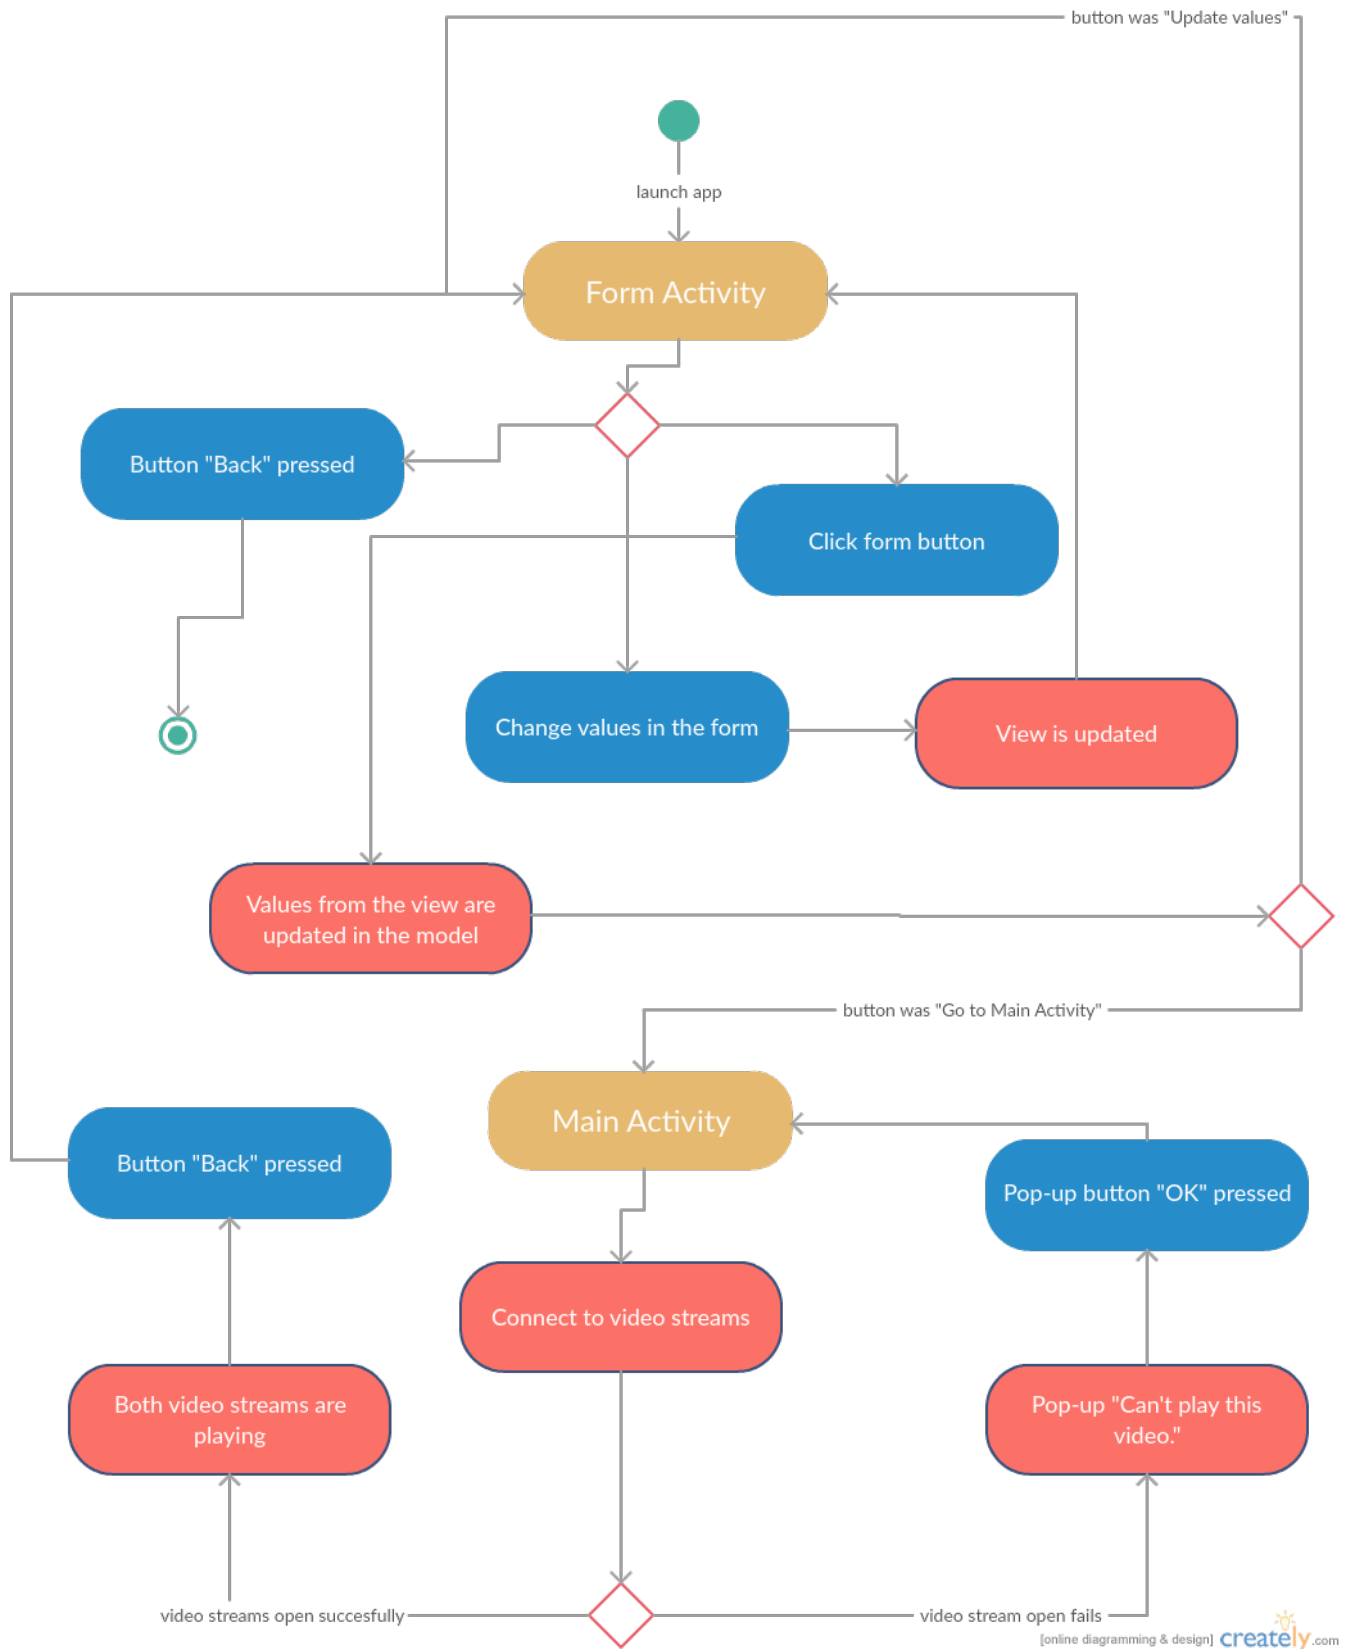 button was "Update values"
launch app
Form Activity
Button "Back" pressed
Click form button
Change values in the form
View is updated
Values from the view are
updated in the model
button was "Go to Main Activity"
Main Activity
Button "Back" pressed
Pop-up button "OK" pressed
Connect to video streams
Both video streams are
playing
Pop-up "Can't play this
video."
video streams open succesfully
video stream open fails
[online diagramming & design] creately.com